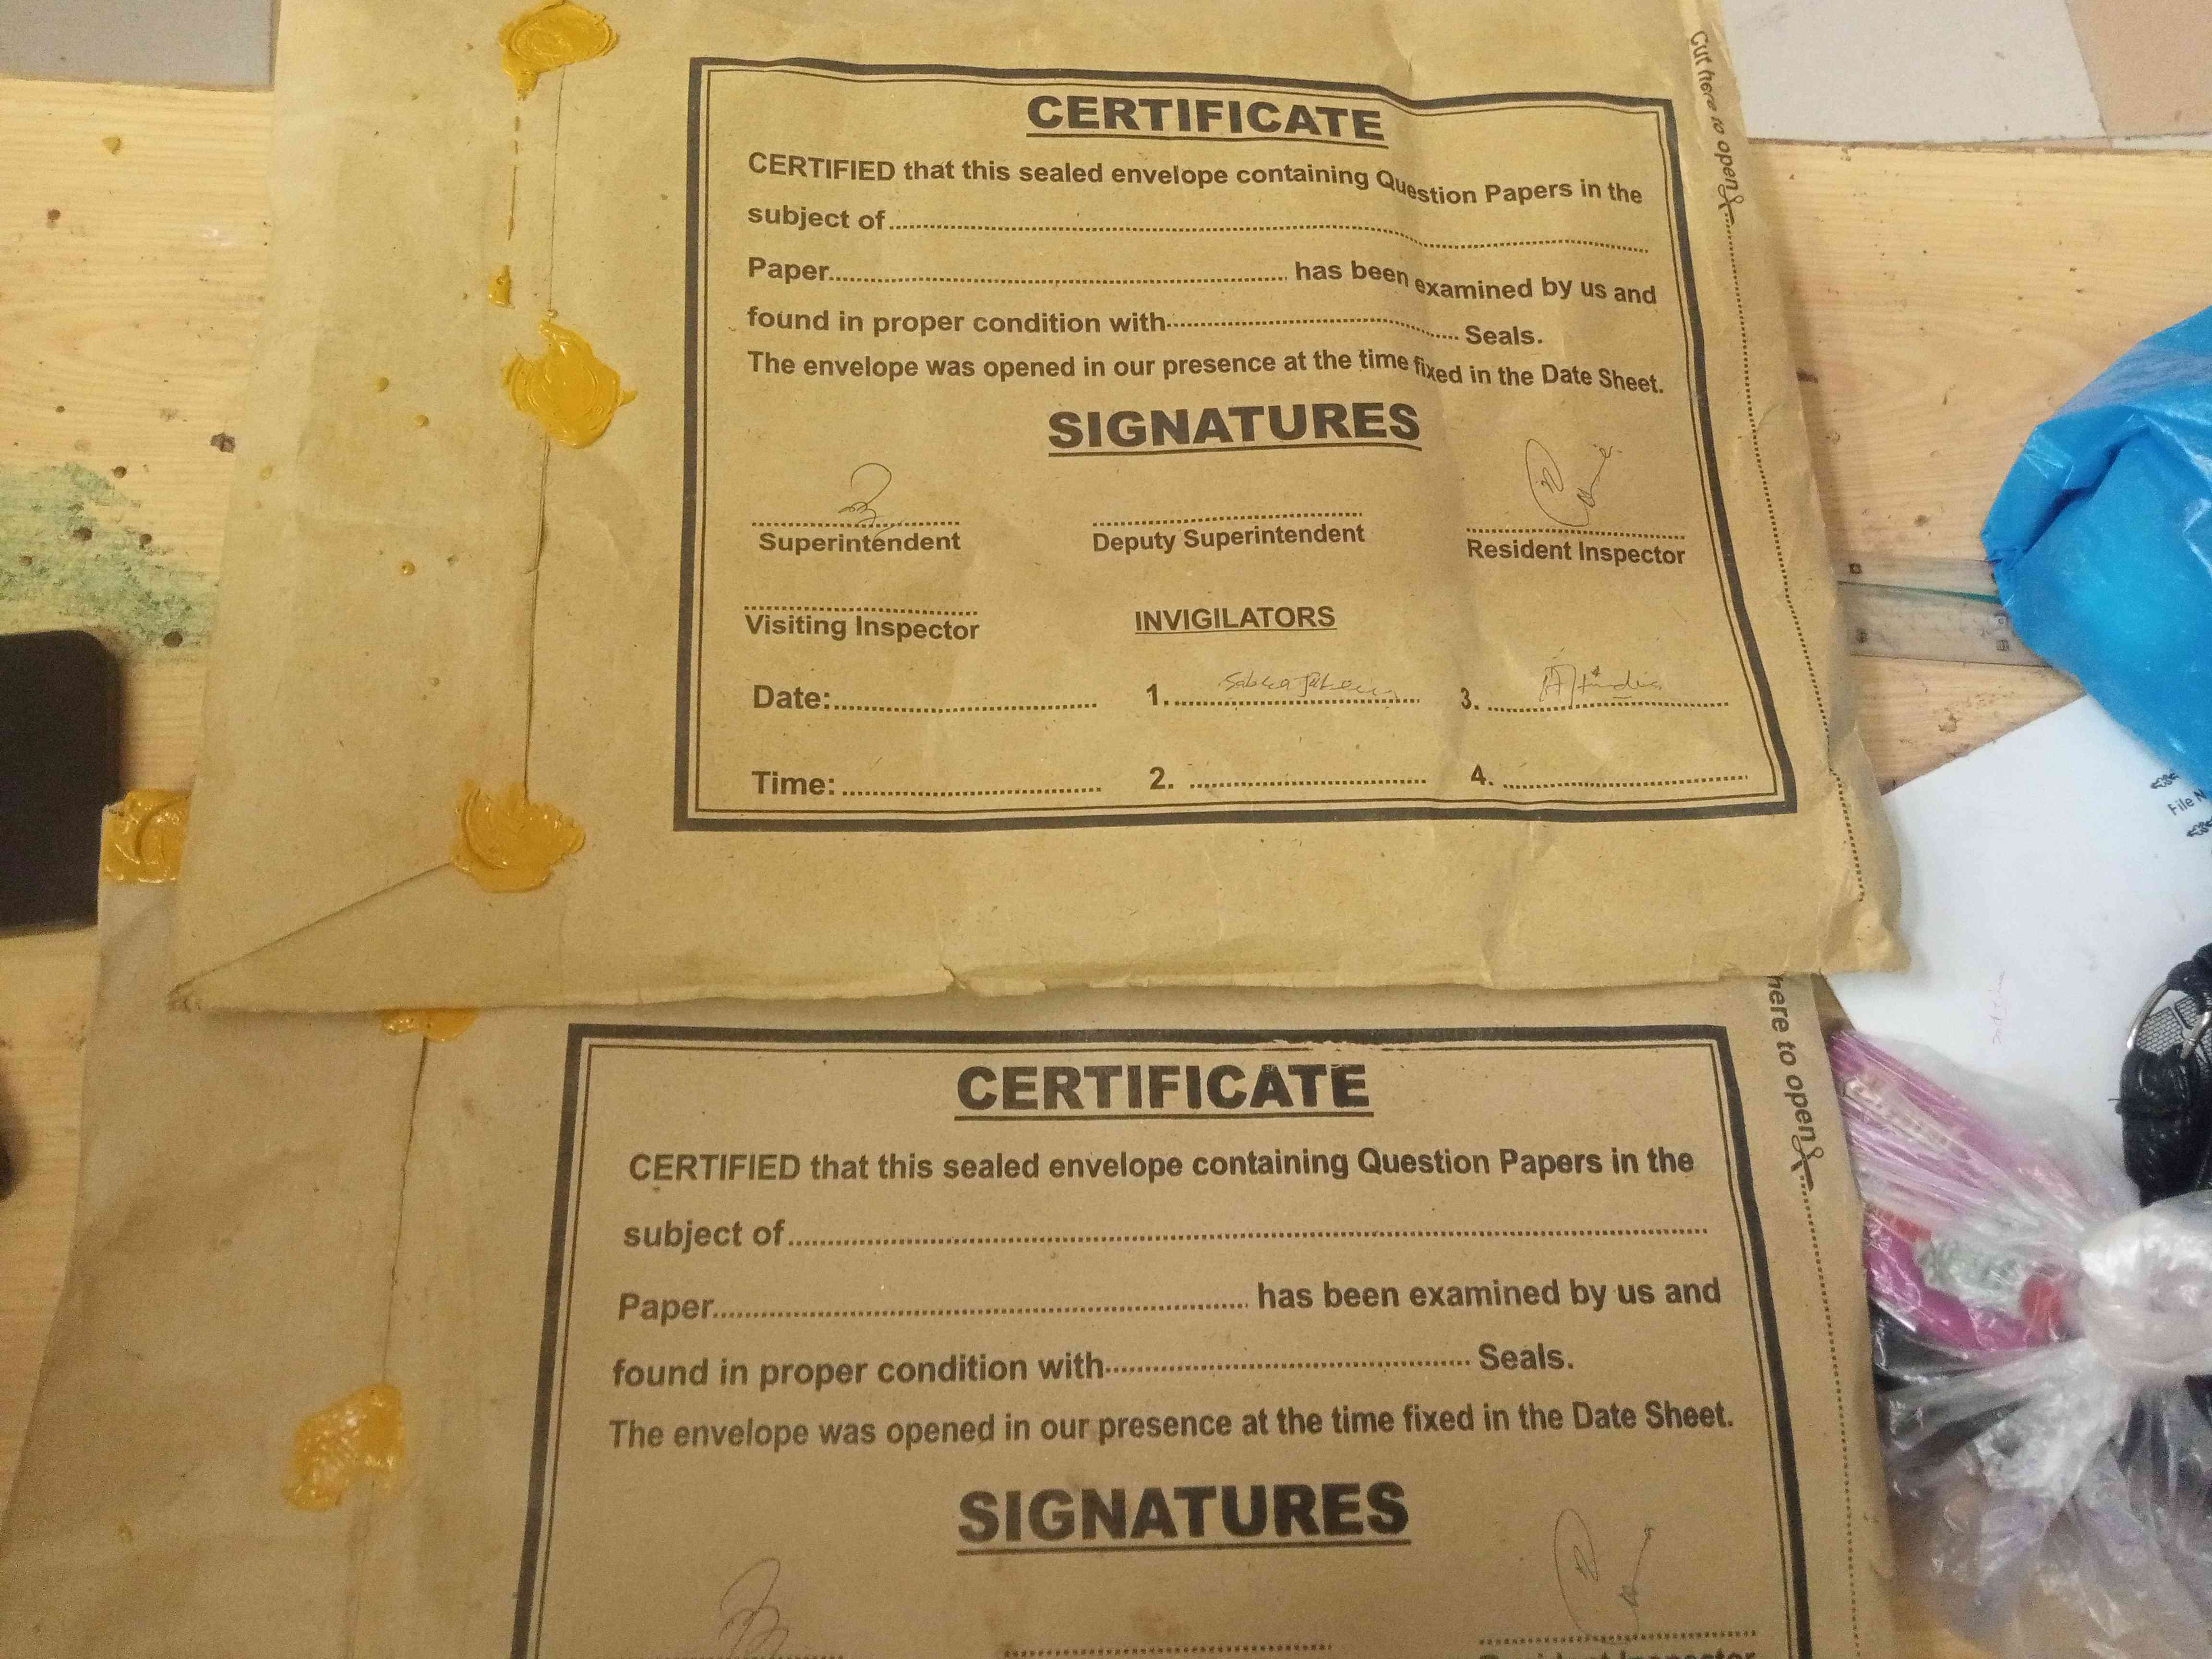 Cut here to open
CERTIFICATE
CERTIFIED that this sealed envelope containing Question Papers in the
subject of
Paper has been examined by us and
found in proper condition with Seals.
The envelope was opened in our presence at the time fixed in the Date Sheet.
SIGNATURES
Superintendent Deputy Superintendent Resident Inspector
Visiting Inspector INVIGILATORS
Date: 1. 3.
Time: 2. 4.
File N
here to open
CERTIFICATE
CERTIFIED that this sealed envelope containing Question Papers in the
subject of
Paper has been examined by us and
found in proper condition with Seals.
The envelope was opened in our presence at the time fixed in the Date Sheet.
SIGNATURES